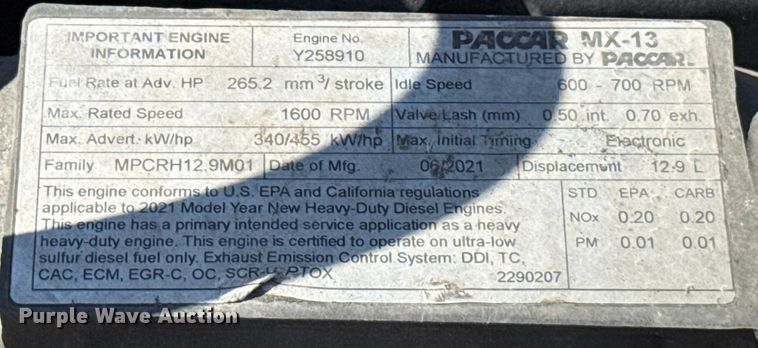 IMPORTANT ENGINE INFORMATION
Engine No. Y258910
PACCAR MX-13
MANUFACTURED BY PACCAR
Fuel Rate at Adv. HP 265.2 mm³/ stroke Idle Speed 600 - 700 RPM
Max. Rated Speed 1600 RPM Valve Lash (mm) 0.50 int. 0.70 exh.
Max. Advert. kW/hp 340/455 kW/hp Max. Initial Timing Electronic
Family MPCRH12.9M01 Date of Mfg. 06/2021 Displacement 12.9 L
This engine conforms to U.S. EPA and California regulations
applicable to 2021 Model Year New Heavy-Duty Diesel Engines.
This engine has a primary intended service application as a heavy
heavy-duty engine. This engine is certified to operate on ultra-low
sulfur diesel fuel only. Exhaust Emission Control System: DDI, TC,
CAC, ECM, EGR-C, OC, PTOX
2290207
STD EPA CARB
NOx 0.20 0.20
PM 0.01 0.01
Purple Wave Auction